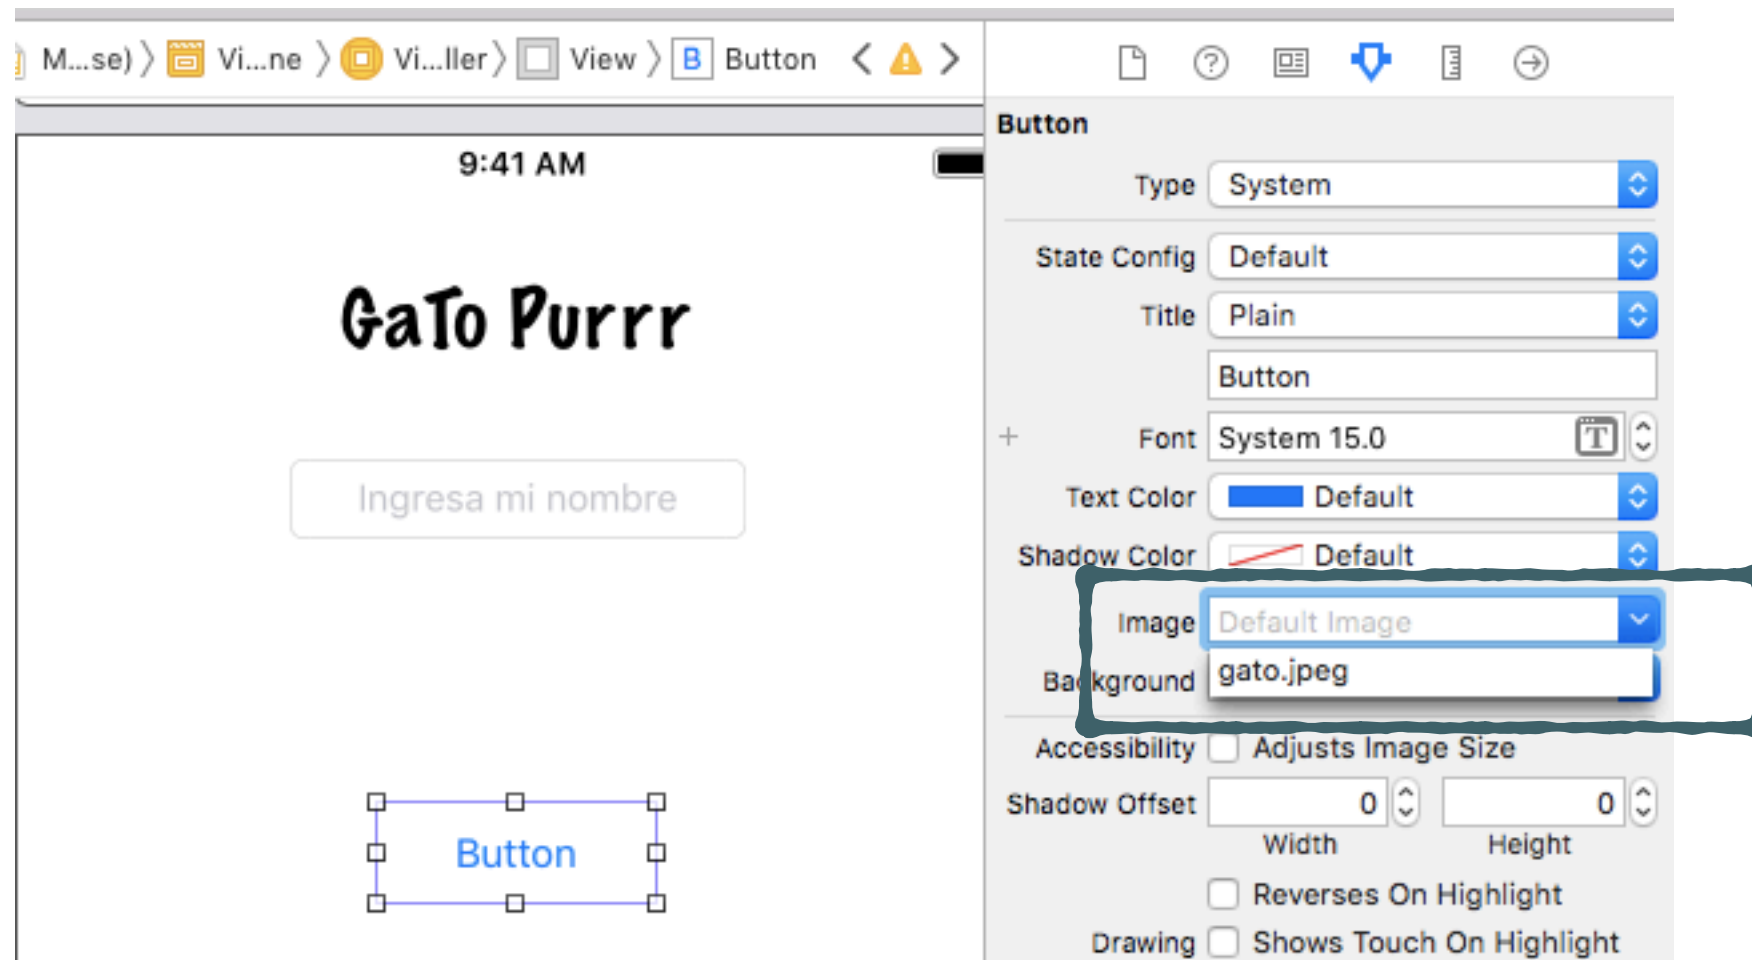 M...se) Vi...ne Vi...ller View B Button
9:41 AM
GaTo Purrr
Ingresa mi nombre
Button
Button
Type System
State Config Default
Title Plain
Button
Font System 15.0 T
Text Color Default
Shadow Color Default
Image Default Image
gato.jpeg
Background
Accessibility Adjusts Image Size
Shadow Offset 0 0
Width Height
Reverses On Highlight
Drawing Shows Touch On Highlight